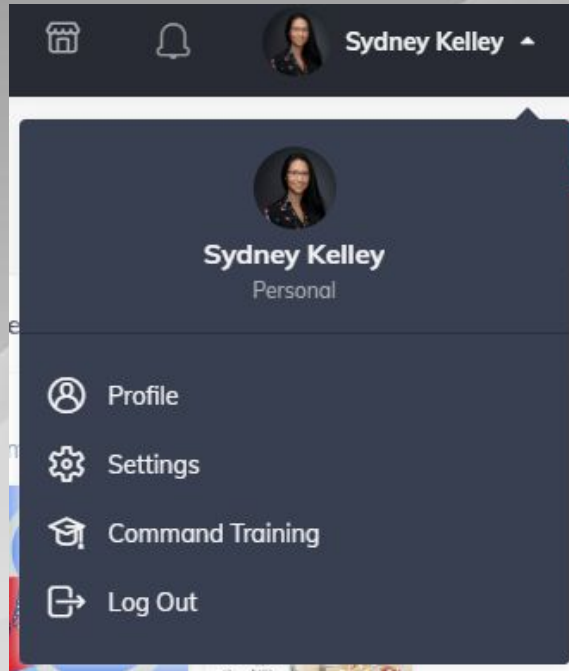 Sydney Kelley
Sydney Kelley
Personal
Profile
Settings
Command Training
Log Out